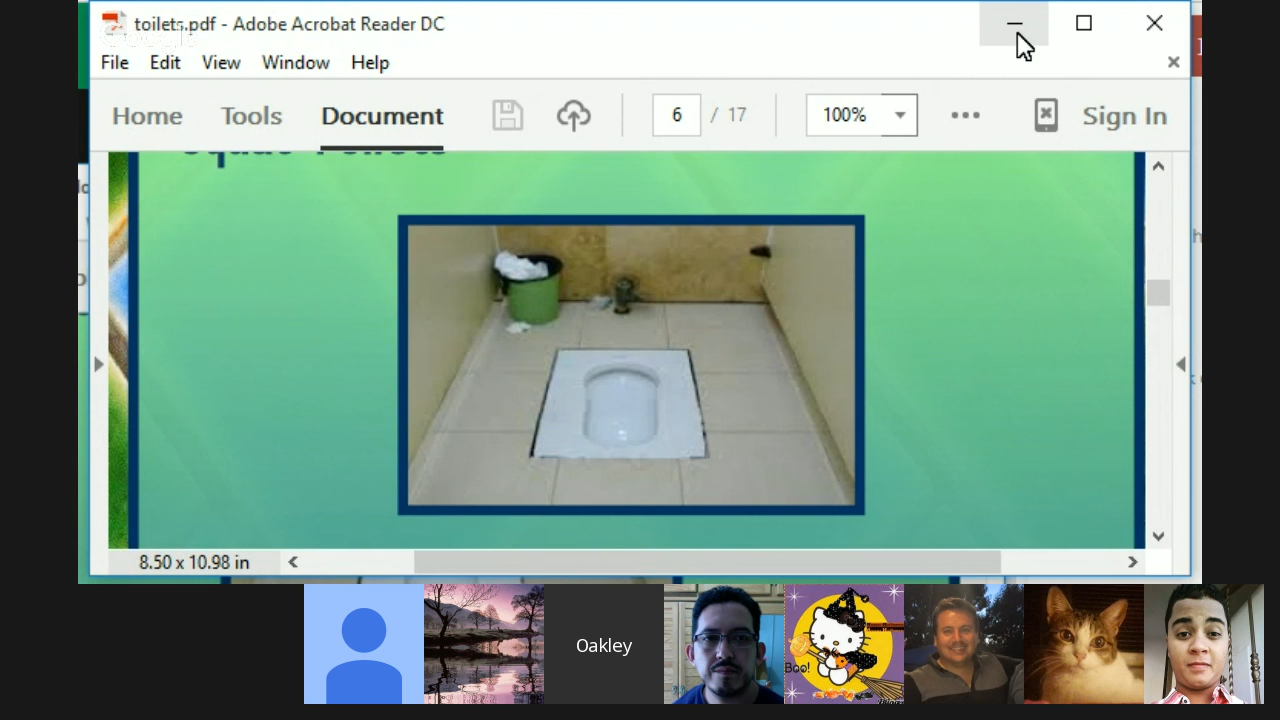 toilets.pdf - Adobe Acrobat Reader DC
File Edit View Window Help
Home Tools Document 6 / 17 100% Sign In
8.50 x 10.98 in
Oakley
Boo!